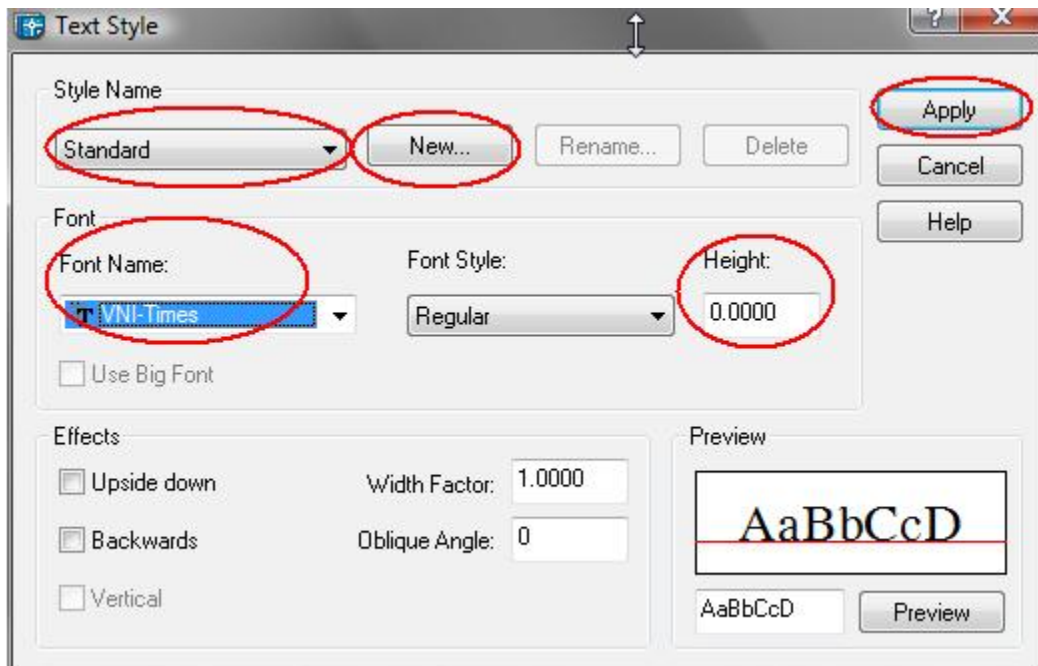 Text Style
Style Name
Standard
New...
Rename...
Delete
Apply
Cancel
Help
Font
Font Name:
Font Style:
Height:
T VNI-Times
Regular
0.0000
Use Big Font
Effects
Upside down
Width Factor: 1.0000
Backwards
Oblique Angle: 0
Vertical
Preview
AaBbCcD
AaBbCcD
Preview